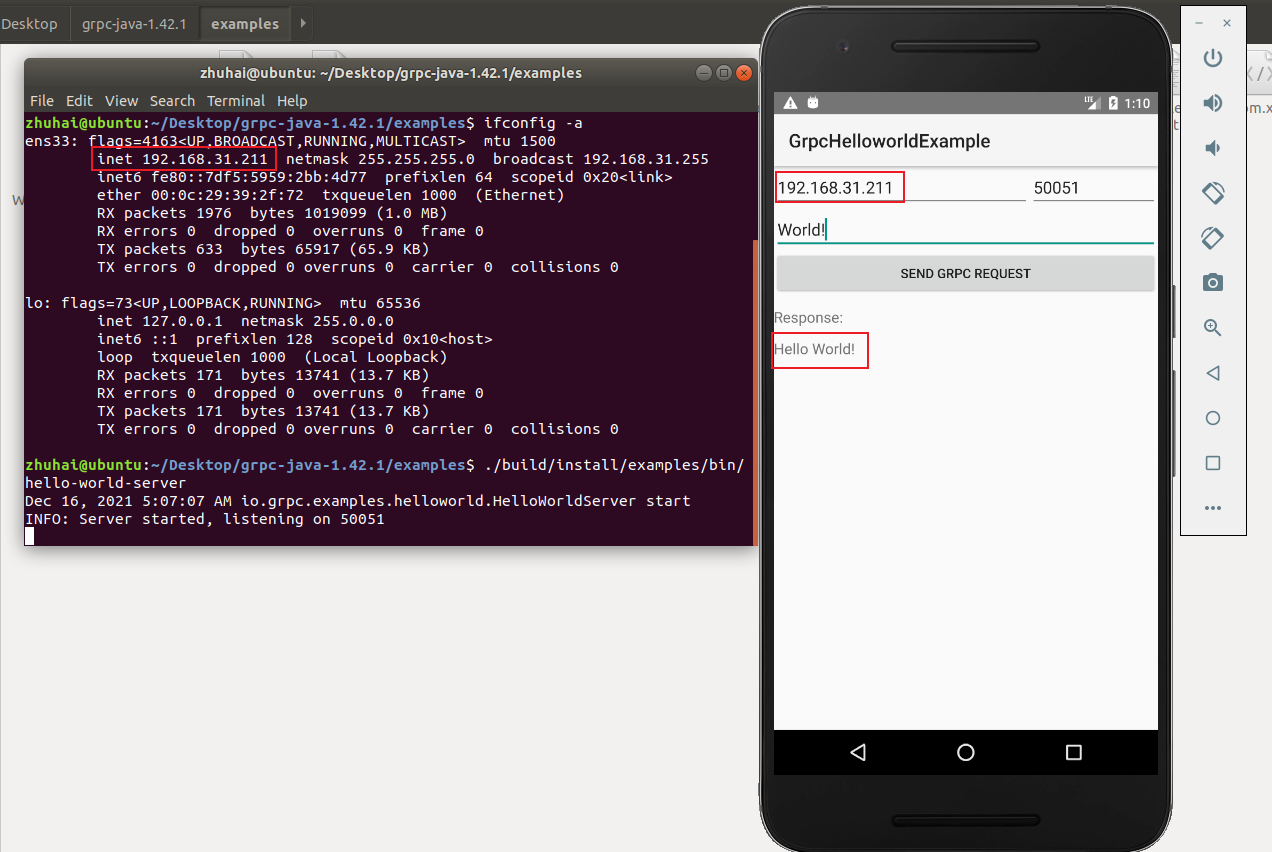 Desktop
grpc-java-1.42.1
examples
zhuhai@ubuntu: ~/Desktop/grpc-java-1.42.1/examples
File Edit View Search Terminal Help
zhuhai@ubuntu:~/Desktop/grpc-java-1.42.1/examples$ ifconfig -a
ens33: flags=4163<UP,BROADCAST,RUNNING,MULTICAST>  mtu 1500
inet 192.168.31.211  netmask 255.255.255.0  broadcast 192.168.31.255
inet6 fe80::7df5:5959:2bb:4d77  prefixlen 64  scopeid 0x20<link>
ether 00:0c:29:39:2f:72  txqueuelen 1000  (Ethernet)
RX packets 1976  bytes 1019099 (1.0 MB)
RX errors 0  dropped 0  overruns 0  frame 0
TX packets 633  bytes 65917 (65.9 KB)
TX errors 0  dropped 0 overruns 0  carrier 0  collisions 0
lo: flags=73<UP,LOOPBACK,RUNNING>  mtu 65536
inet 127.0.0.1  netmask 255.0.0.0
inet6 ::1  prefixlen 128  scopeid 0x10<host>
loop  txqueuelen 1000  (Local Loopback)
RX packets 171  bytes 13741 (13.7 KB)
RX errors 0  dropped 0  overruns 0  frame 0
TX packets 171  bytes 13741 (13.7 KB)
TX errors 0  dropped 0 overruns 0  carrier 0  collisions 0
zhuhai@ubuntu:~/Desktop/grpc-java-1.42.1/examples$ ./build/install/examples/bin/
hello-world-server
Dec 16, 2021 5:07:07 AM io.grpc.examples.helloworld.HelloWorldServer start
INFO: Server started, listening on 50051
LTE 1:10
GrpcHelloworldExample
192.168.31.211 50051
World!
SEND GRPC REQUEST
Response:
Hello World!